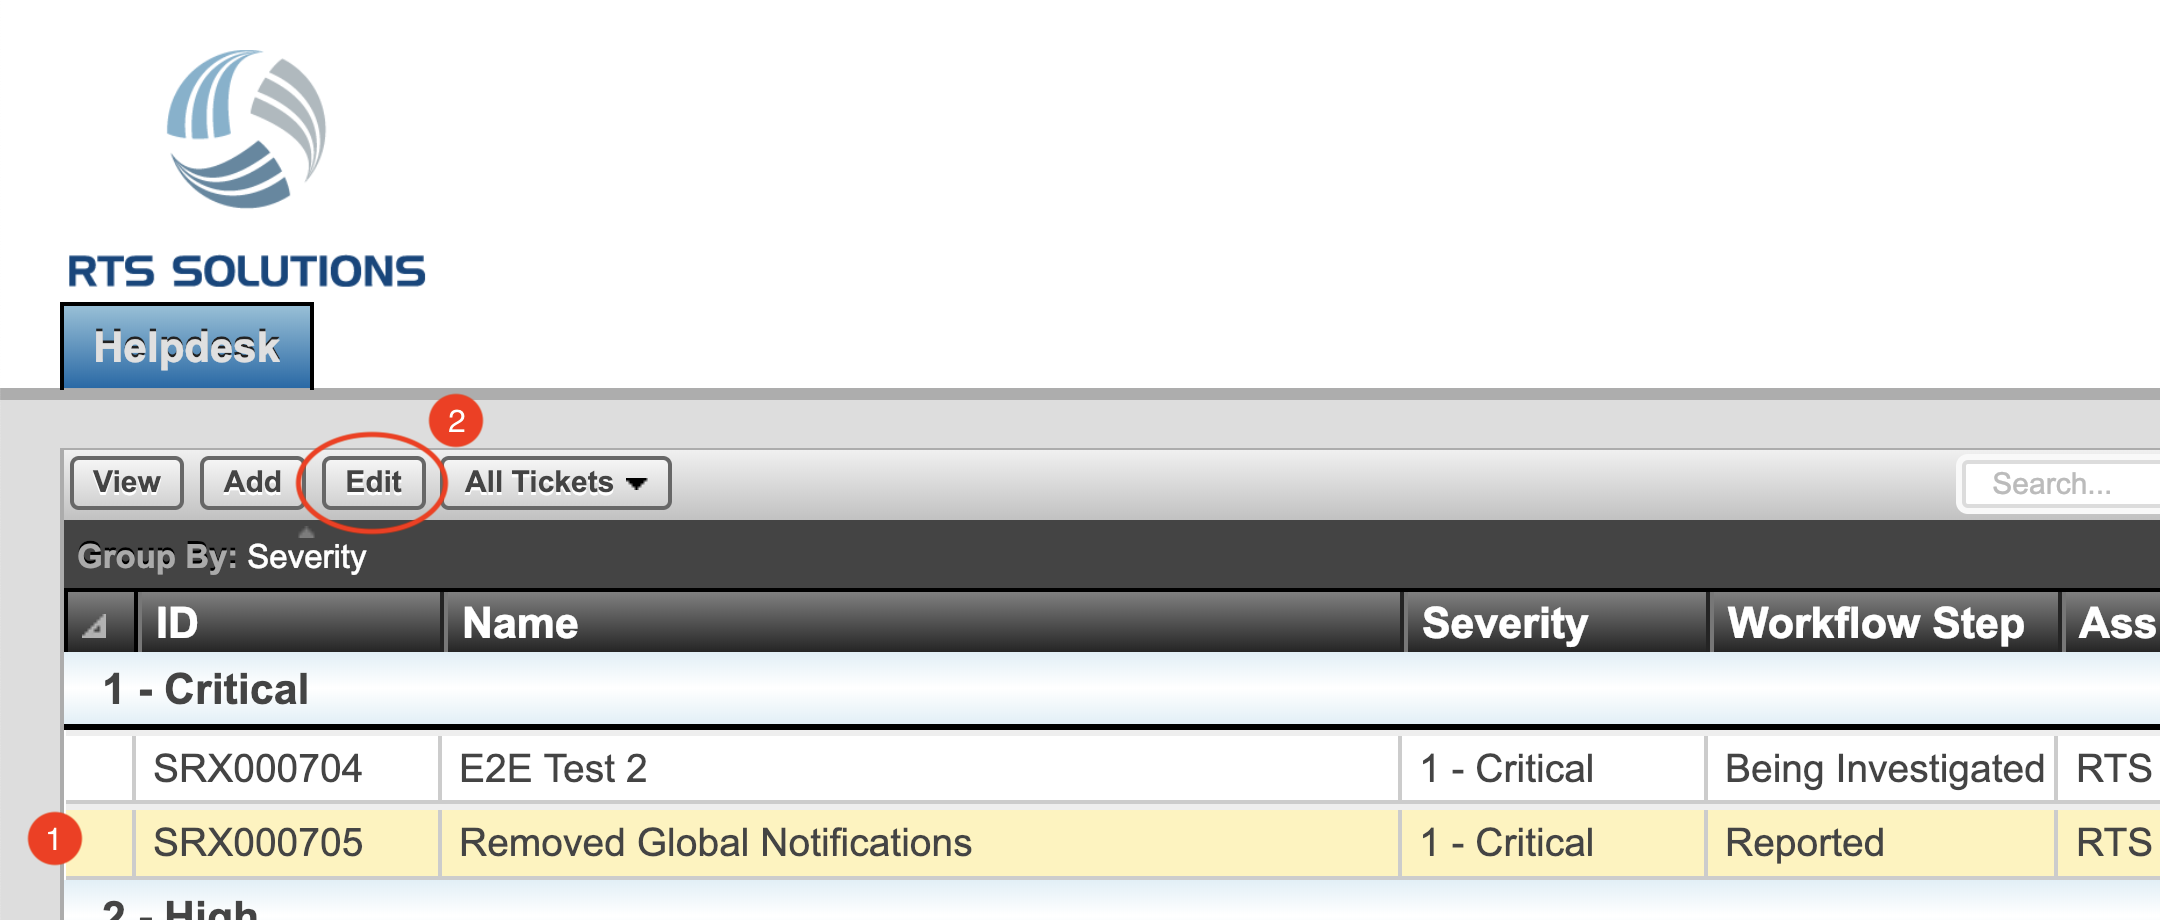 RTS SOLUTIONS
Helpdesk
2
View Add Edit All Tickets Search...
Group By: Severity
ID Name Severity Workflow Step Ass
1 - Critical
SRX000704 E2E Test 2 1 - Critical Being Investigated RTS
1 SRX000705 Removed Global Notifications 1 - Critical Reported RTS
2 - High